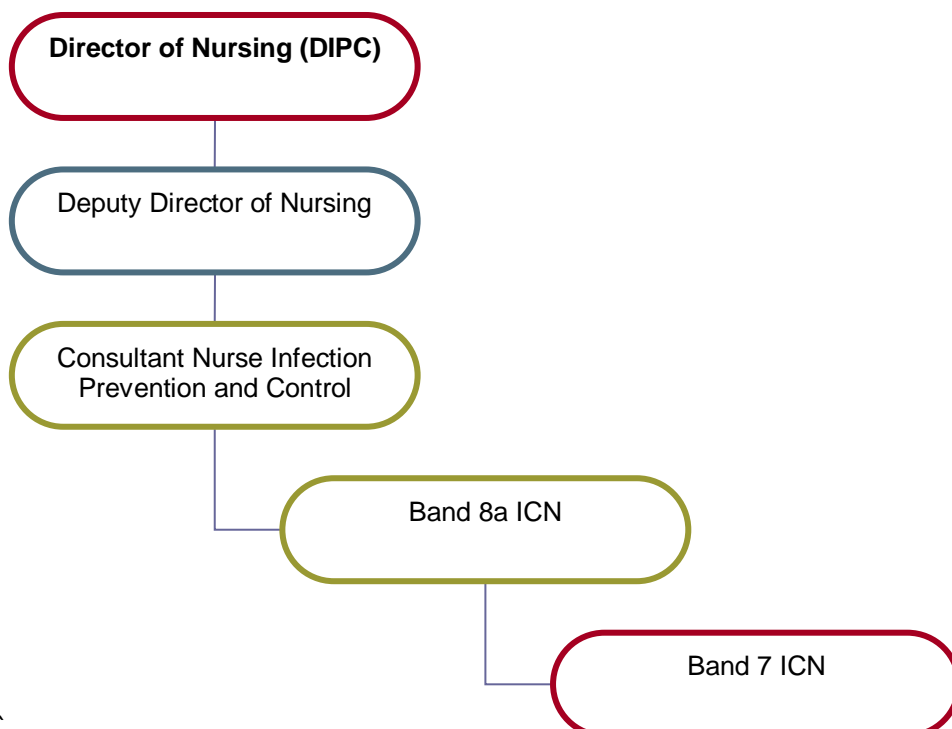 Director of Nursing (DIPC)
Deputy Director of Nursing
Consultant Nurse Infection
Prevention and Control
Band 8a ICN
Band 7 ICN